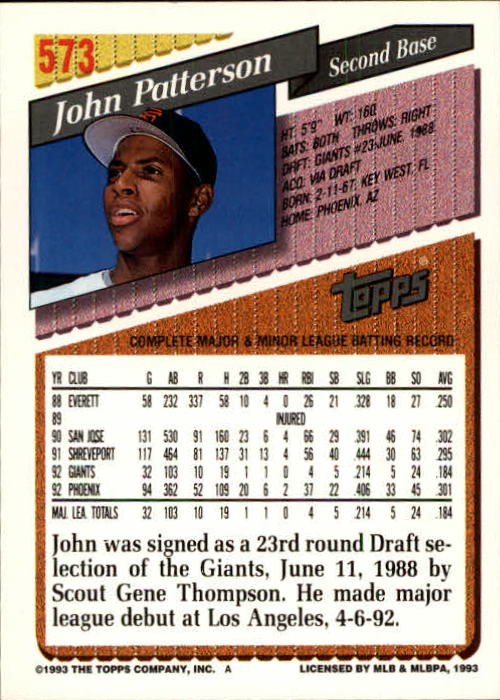 573
John Patterson
Second Base
HT: 5'9" WT: 160
BATS: BOTH THROWS: RIGHT
DRAFT: GIANTS #23-JUNE, 1988
ACQ: VIA DRAFT
BORN: 2-11-67, KEY WEST, FL
HOME: PHOENIX, AZ
topps®
COMPLETE MAJOR & MINOR LEAGUE BATTING RECORD
YR CLUB G AB R H 2B 3B HR RBI SB SLG BB SO AVG
88 EVERETT 58 232 337 58 10 4 0 26 21 .328 18 27 .250
89 INJURED
90 SAN JOSE 131 530 91 160 23 6 4 66 29 .391 46 74 .302
91 SHREVEPORT 117 464 81 137 31 13 4 56 40 .444 30 63 .295
92 GIANTS 32 103 10 19 1 1 0 4 5 .214 5 24 .184
92 PHOENIX 94 362 52 109 20 6 2 37 22 .406 33 45 .301
MAJ. LEA. TOTALS 32 103 10 19 1 1 0 4 5 .214 5 24 .184
John was signed as a 23rd round Draft se-
lection of the Giants, June 11, 1988 by
Scout Gene Thompson. He made major
league debut at Los Angeles, 4-6-92.
©1993 THE TOPPS COMPANY, INC. A LICENSED BY MLB & MLBPA, 1993